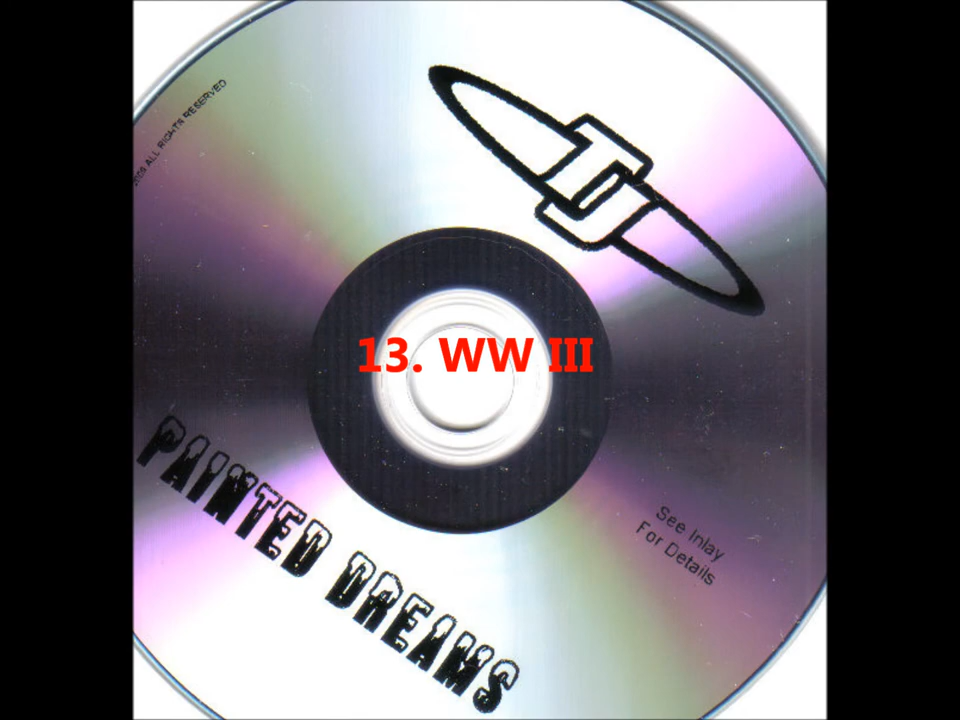 ALL RIGHTS RESERVED
13. WW III
PAINTED DREAMS
See Inlay
For Details